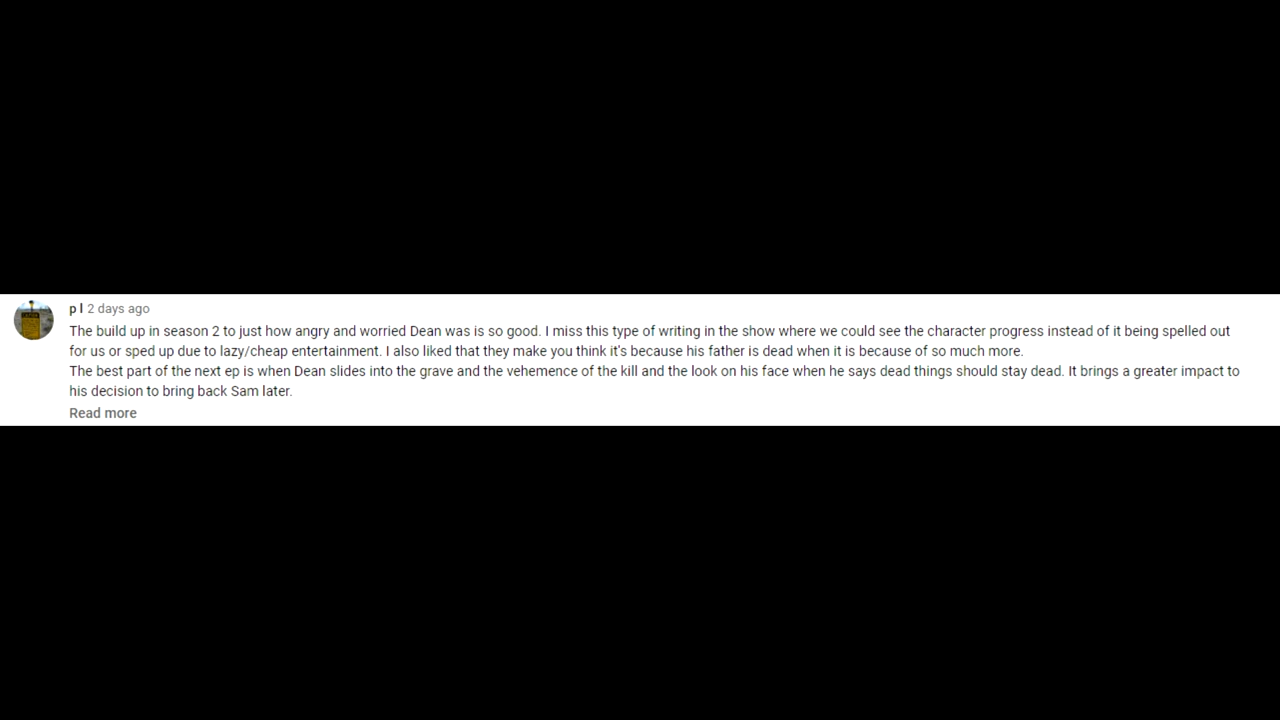 p l 2 days ago
The build up in season 2 to just how angry and worried Dean was is so good. I miss this type of writing in the show where we could see the character progress instead of it being spelled out
for us or sped up due to lazy/cheap entertainment. I also liked that they make you think it's because his father is dead when it is because of so much more.
The best part of the next ep is when Dean slides into the grave and the vehemence of the kill and the look on his face when he says dead things should stay dead. It brings a greater impact to
his decision to bring back Sam later.
Read more